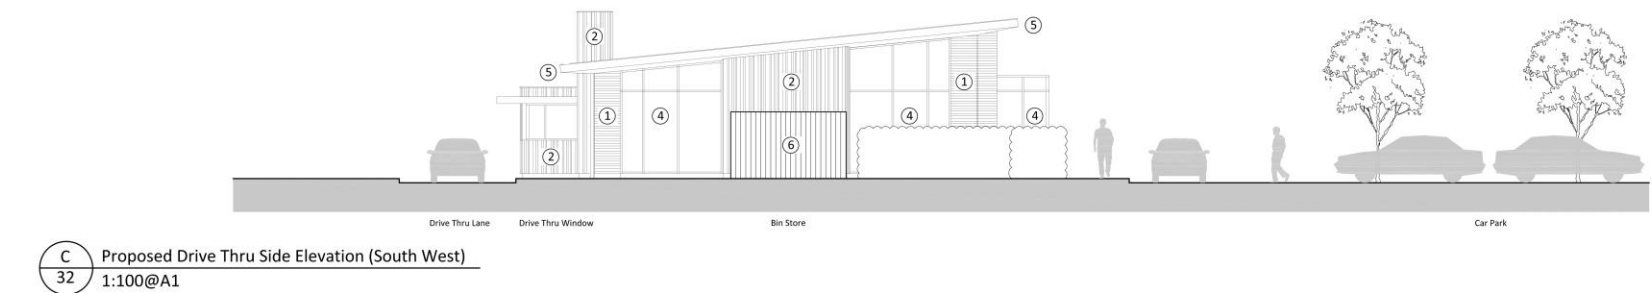 2
5
5
2
1
1
4
4
4
6
2
Drive Thru Lane
Drive Thru Window
Bin Store
Car Park
C
32
Proposed Drive Thru Side Elevation (South West)
1:100@A1